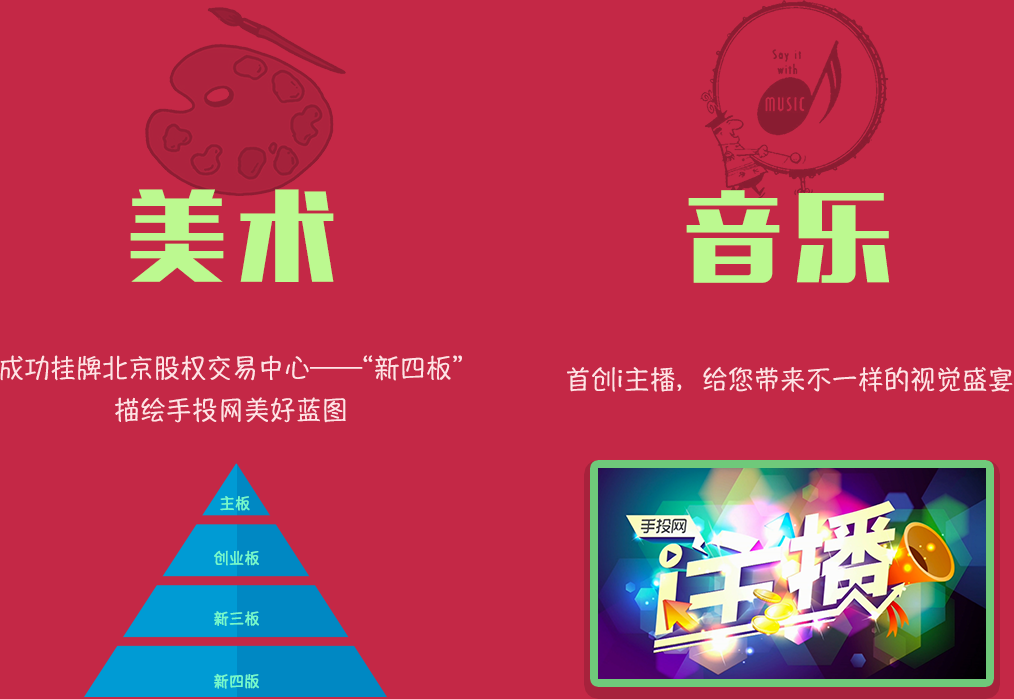 美术
成功挂牌北京股权交易中心——“新四板”
描绘手投网美好蓝图
主板
创业板
新三板
新四版
Say it
with
MUSIC
音乐
首创i主播，给您带来不一样的视觉盛宴
手投网
i主播